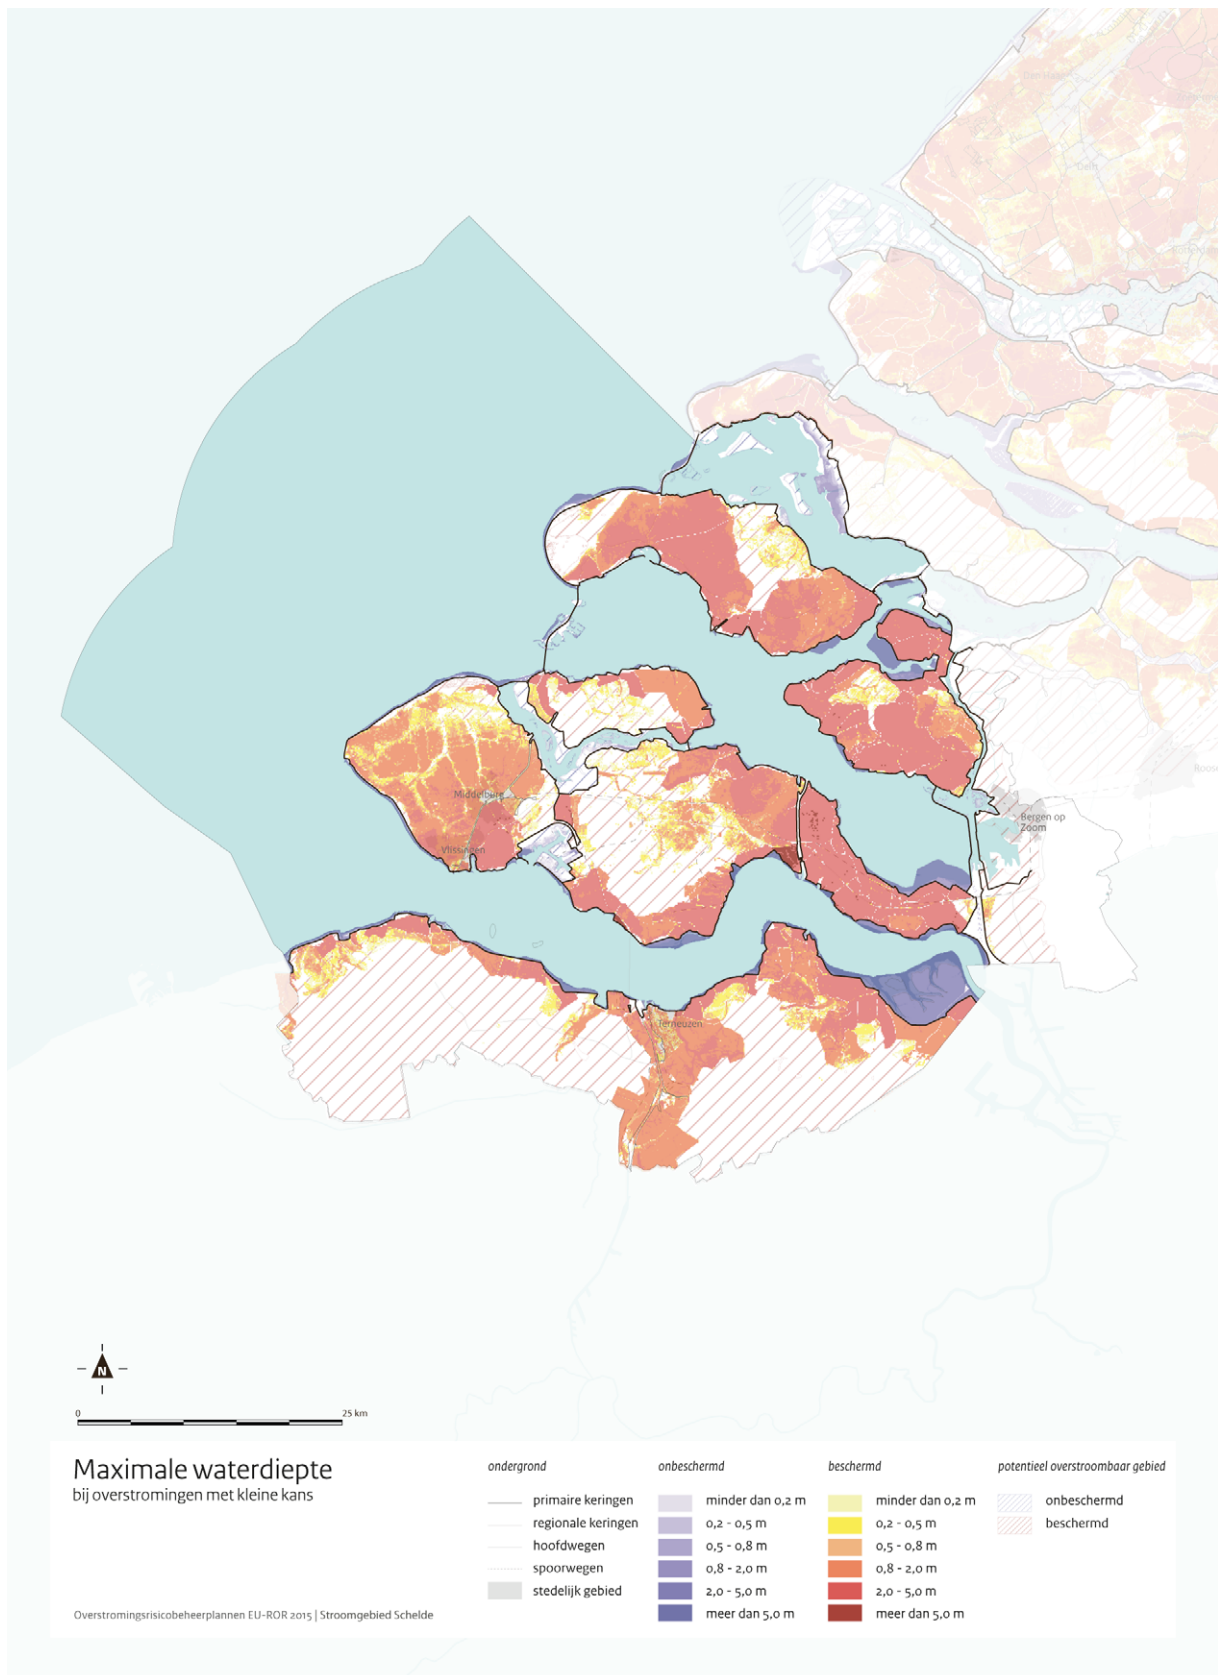 Den Haag
Delft
Rotterdam
Middelburg
Vlissingen
Bergen op
Zoom
Terneuzen
N
0
25 km
Maximale waterdiepte
bij overstromingen met kleine kans
Overstromingsrisicobeheerplannen EU-ROR 2015 | Stroomgebied Schelde
ondergrond
primaire keringen
regionale keringen
hoofdwegen
spoorwegen
stedelijk gebied
onbeschermd
minder dan 0,2 m
0,2 - 0,5 m
0,5 - 0,8 m
0,8 - 2,0 m
2,0 - 5,0 m
meer dan 5,0 m
beschermd
minder dan 0,2 m
0,2 - 0,5 m
0,5 - 0,8 m
0,8 - 2,0 m
2,0 - 5,0 m
meer dan 5,0 m
potentieel overstroombaar gebied
onbeschermd
beschermd